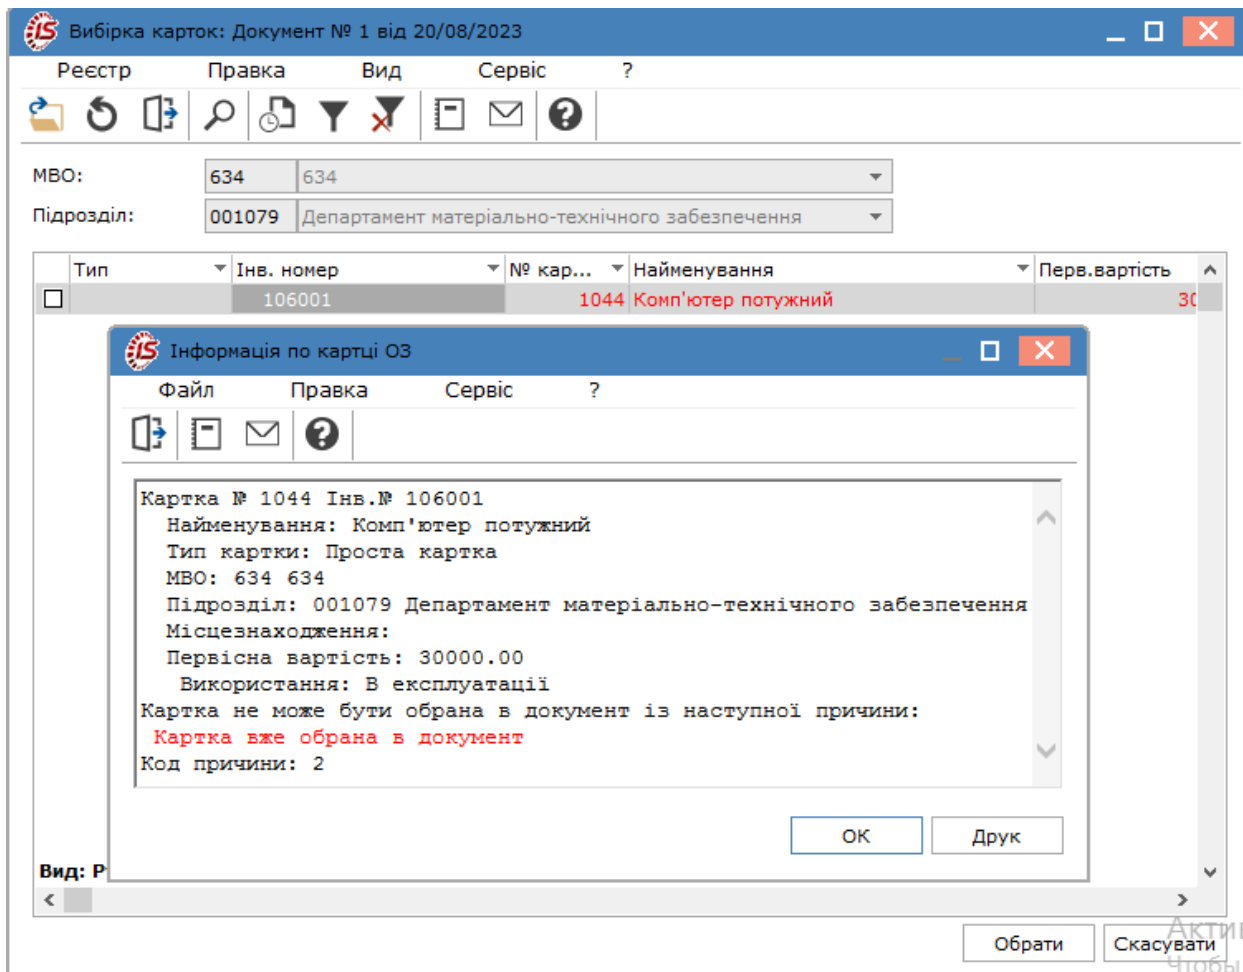 Вибірка карток: Документ № 1 від 20/08/2023
Реєстр Правка Вид Сервіс ?
МВО: 634 634
Підрозділ: 001079 Департамент матеріально-технічного забезпечення
Тип Інв. номер № кар... Найменування Перв.вартість
106001 1044 Комп'ютер потужний 30
Інформація по картці ОЗ
Файл Правка Сервіс ?
Картка № 1044 Інв.№ 106001
Найменування: Комп'ютер потужний
Тип картки: Проста картка
МВО: 634 634
Підрозділ: 001079 Департамент матеріально-технічного забезпечення
Місцезнаходження:
Первісна вартість: 30000.00
Використання: В експлуатації
Картка не може бути обрана в документ із наступної причини:
Картка вже обрана в документ
Код причини: 2
ОК Друк
Вид: Р
Обрати Скасувати